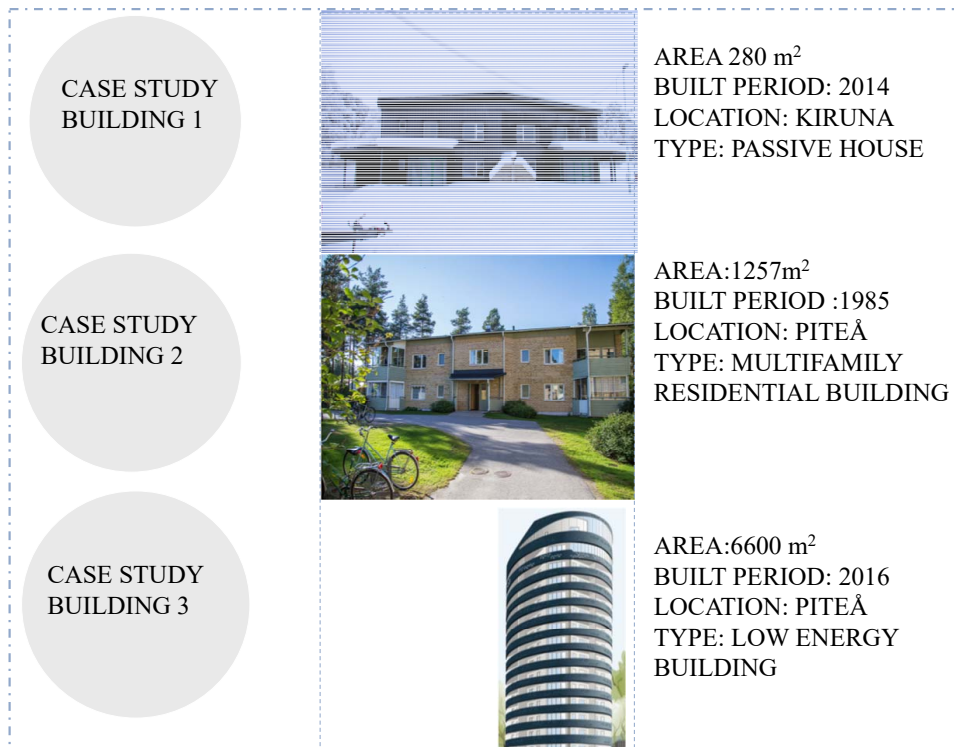 CASE STUDY
BUILDING 1
AREA 280 m²
BUILT PERIOD: 2014
LOCATION: KIRUNA
TYPE: PASSIVE HOUSE
CASE STUDY
BUILDING 2
AREA:1257m²
BUILT PERIOD :1985
LOCATION: PITEÅ
TYPE: MULTIFAMILY
RESIDENTIAL BUILDING
CASE STUDY
BUILDING 3
AREA:6600 m²
BUILT PERIOD: 2016
LOCATION: PITEÅ
TYPE: LOW ENERGY
BUILDING